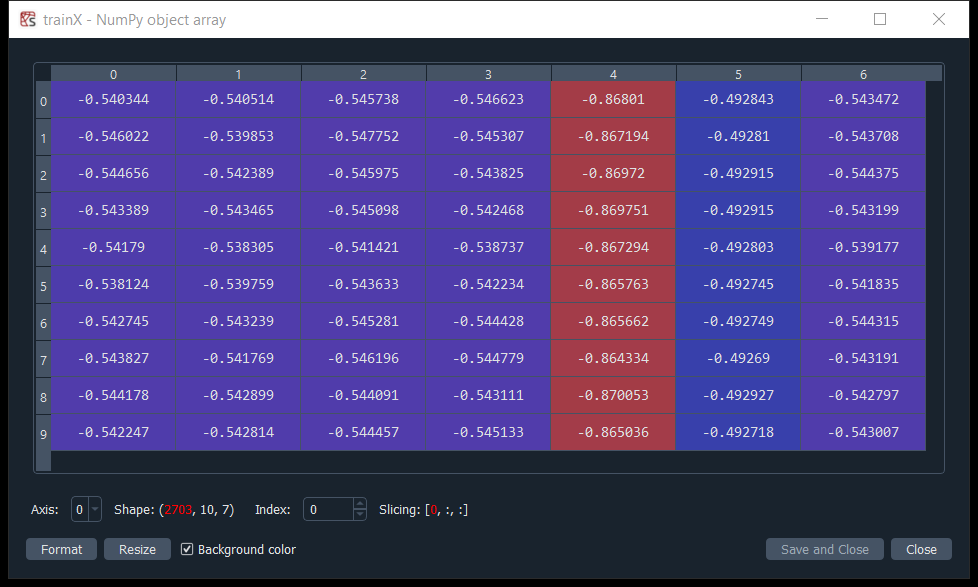 trainX - NumPy object array
0 1 2 3 4 5 6
0 -0.540344 -0.540514 -0.545738 -0.546623 -0.86801 -0.492843 -0.543472
1 -0.546022 -0.539853 -0.547752 -0.545307 -0.867194 -0.49281 -0.543708
2 -0.544656 -0.542389 -0.545975 -0.543825 -0.86972 -0.492915 -0.544375
3 -0.543389 -0.543465 -0.545098 -0.542468 -0.869751 -0.492915 -0.543199
4 -0.54179 -0.538305 -0.541421 -0.538737 -0.867294 -0.492803 -0.539177
5 -0.538124 -0.539759 -0.543633 -0.542234 -0.865763 -0.492745 -0.541835
6 -0.542745 -0.543239 -0.545281 -0.544428 -0.865662 -0.492749 -0.544315
7 -0.543827 -0.541769 -0.546196 -0.544779 -0.864334 -0.49269 -0.543191
8 -0.544178 -0.542899 -0.544091 -0.543111 -0.870053 -0.492927 -0.542797
9 -0.542247 -0.542814 -0.544457 -0.545133 -0.865036 -0.492718 -0.543007
Axis: 0 Shape: (2703, 10, 7) Index: 0 Slicing: [0, :, :]
Format Resize Background color Save and Close Close